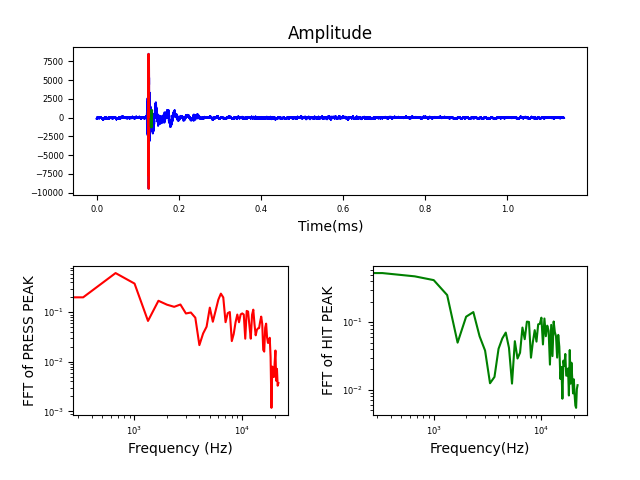 Amplitude
7500
5000
2500
0
−2500
−5000
−7500
−10000
0.0 0.2 0.4 0.6 0.8 1.0
Time(ms)
FFT of PRESS PEAK
10⁻¹
10⁻²
10⁻³
10³ 10⁴
Frequency (Hz)
FFT of HIT PEAK
10⁻¹
10⁻²
10³ 10⁴
Frequency(Hz)